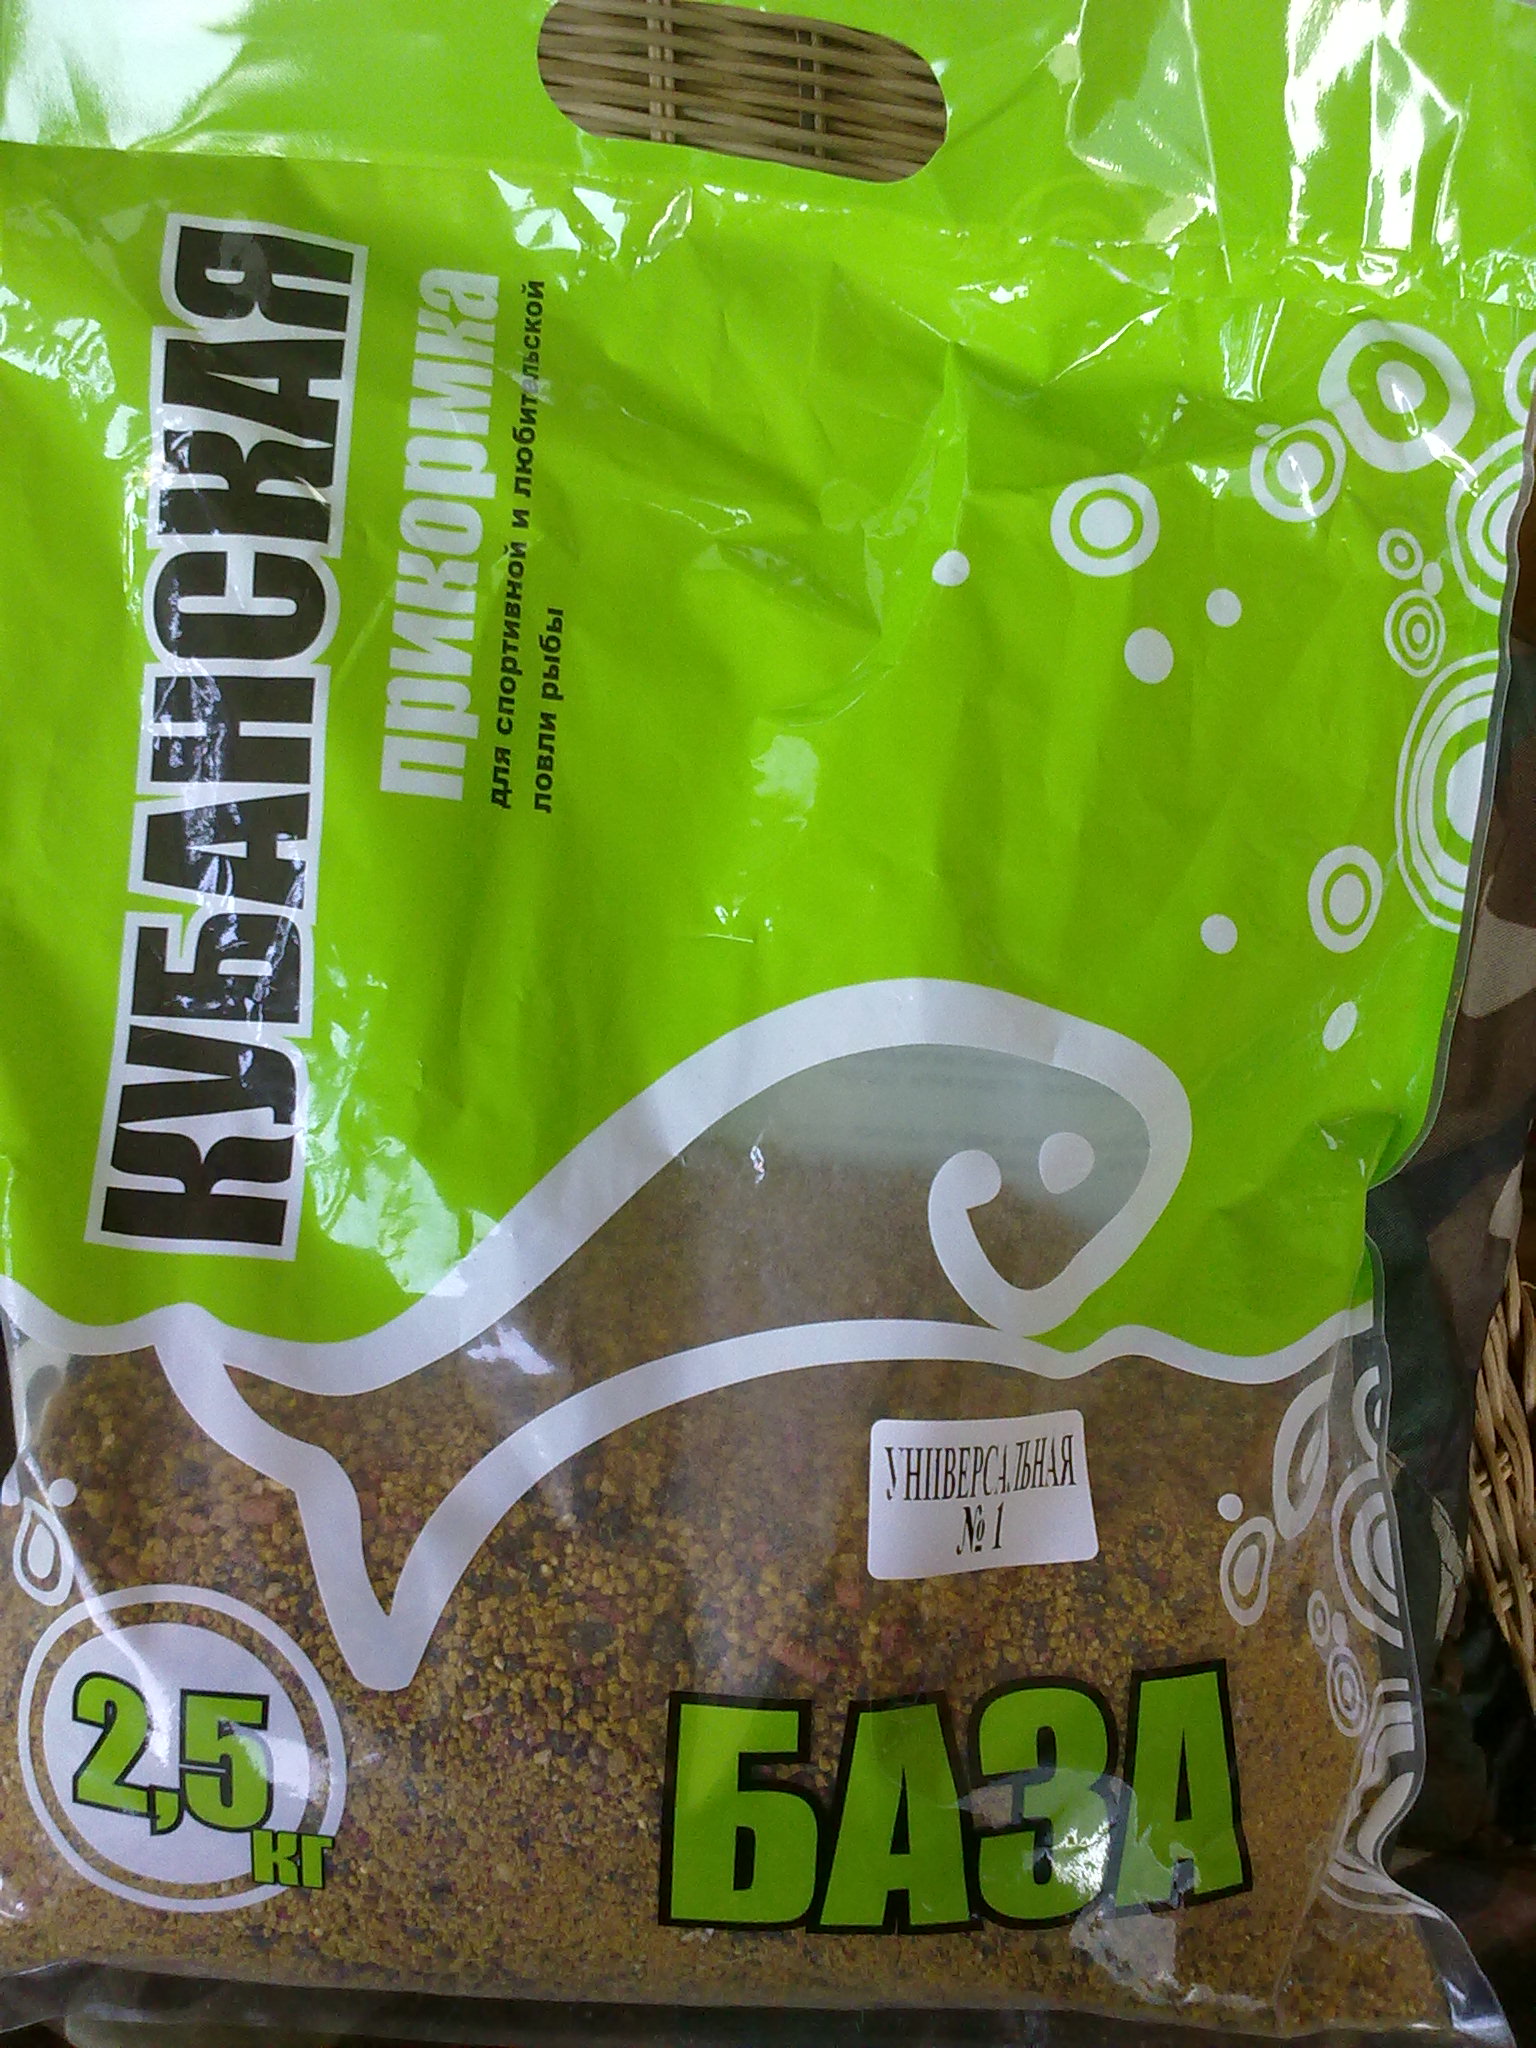 КУБАНСКАЯ
прикормка
для спортивной и любительской
ловли рыбы
УНИВЕРСАЛЬНАЯ
№ 1
2,5
кг
БАЗА